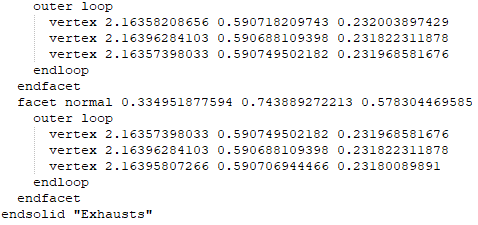 outer loop
vertex 2.16358208656 0.590718209743 0.232003897429
vertex 2.16396284103 0.590688109398 0.231822311878
vertex 2.16357398033 0.590749502182 0.231968581676
endloop
endfacet
facet normal 0.334951877594 0.743889272213 0.578304469585
outer loop
vertex 2.16357398033 0.590749502182 0.231968581676
vertex 2.16396284103 0.590688109398 0.231822311878
vertex 2.16395807266 0.590706944466 0.23180089891
endloop
endfacet
endsolid "Exhausts"